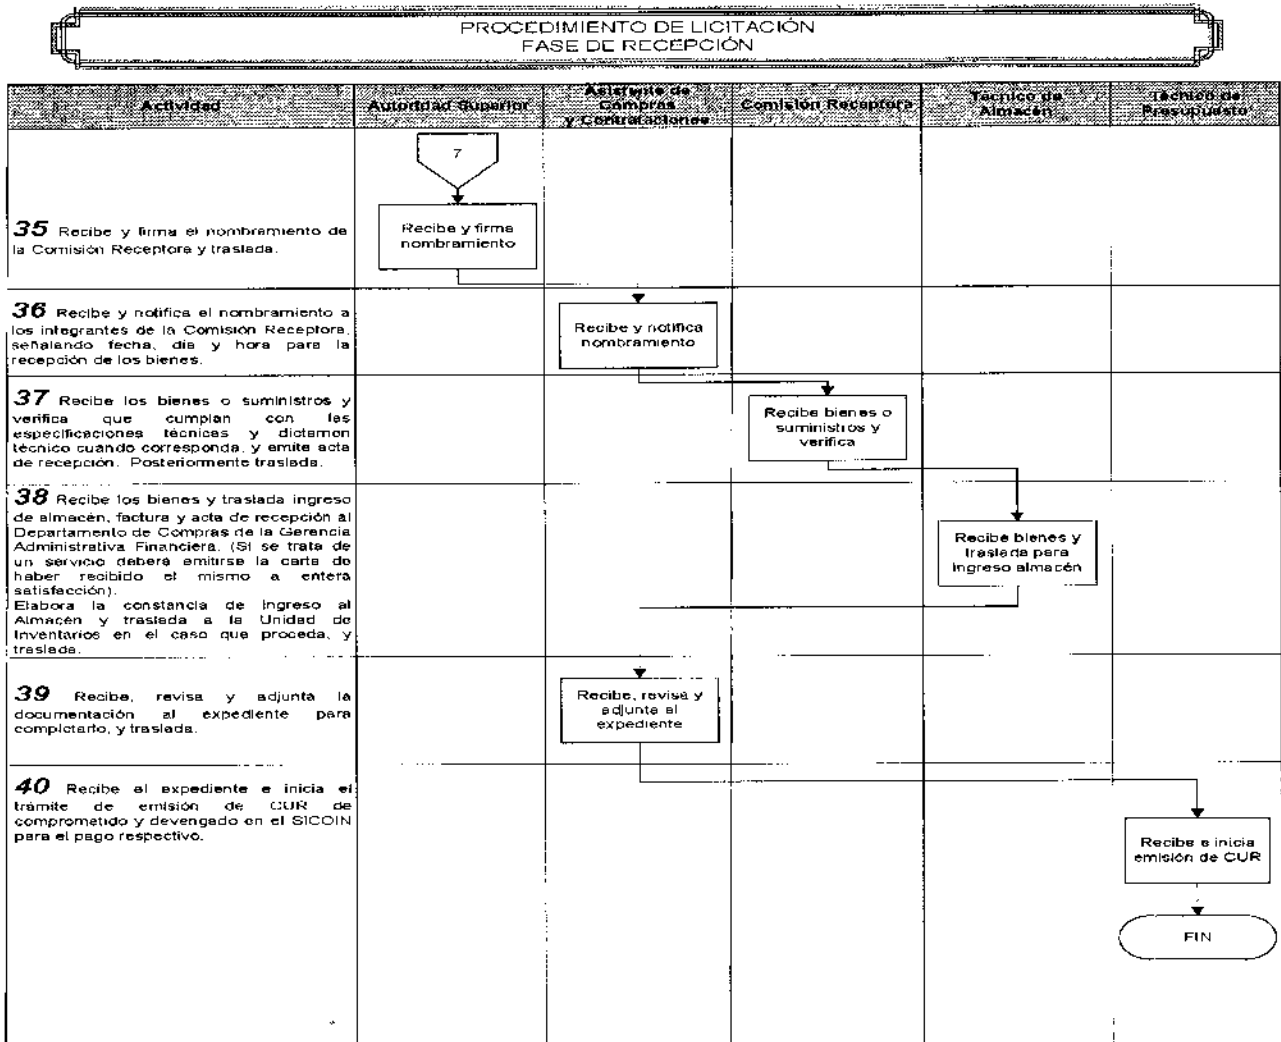 PROCEDIMIENTO DE LICITACIÓN
FASE DE RECEPCIÓN
Actividad
Autoridad Superior
Asistente de
Compras
y Contrataciones
Comisión Receptora
Técnico de
Almacén
Técnico de
Presupuesto
7
35 Recibe y firma el nombramiento de
la Comisión Receptora y traslada.
Recibe y firma
nombramiento
36 Recibe y notifica el nombramiento a
los integrantes de la Comisión Receptora,
señalando fecha, día y hora para la
recepción de los bienes.
Recibe y notifica
nombramiento
37 Recibe los bienes o suministros y
verifica que cumplan con las
especificaciones técnicas y dictamen
técnico cuando corresponda, y emite acta
de recepción. Posteriormente traslada.
Recibe bienes o
suministros y
verifica
38 Recibe los bienes y traslada ingreso
de almacén, factura y acta de recepción al
Departamento de Compras de la Gerencia
Administrativa Financiera. (Si se trata de
un servicio deberá emitirse la carta de
haber recibido el mismo a entera
satisfacción).
Elabora la constancia de ingreso al
Almacén y traslada a la Unidad de
Inventarios en el caso que proceda, y
traslada.
Recibe bienes y
traslada para
ingreso almacén
39 Recibe, revisa y adjunta la
documentación al expediente para
completarlo, y traslada.
Recibe, revisa y
adjunta al
expediente
40 Recibe el expediente e inicia el
trámite de emisión de CUR de
comprometido y devengado en el SICOIN
para el pago respectivo.
Recibe e inicia
emisión de CUR
FIN